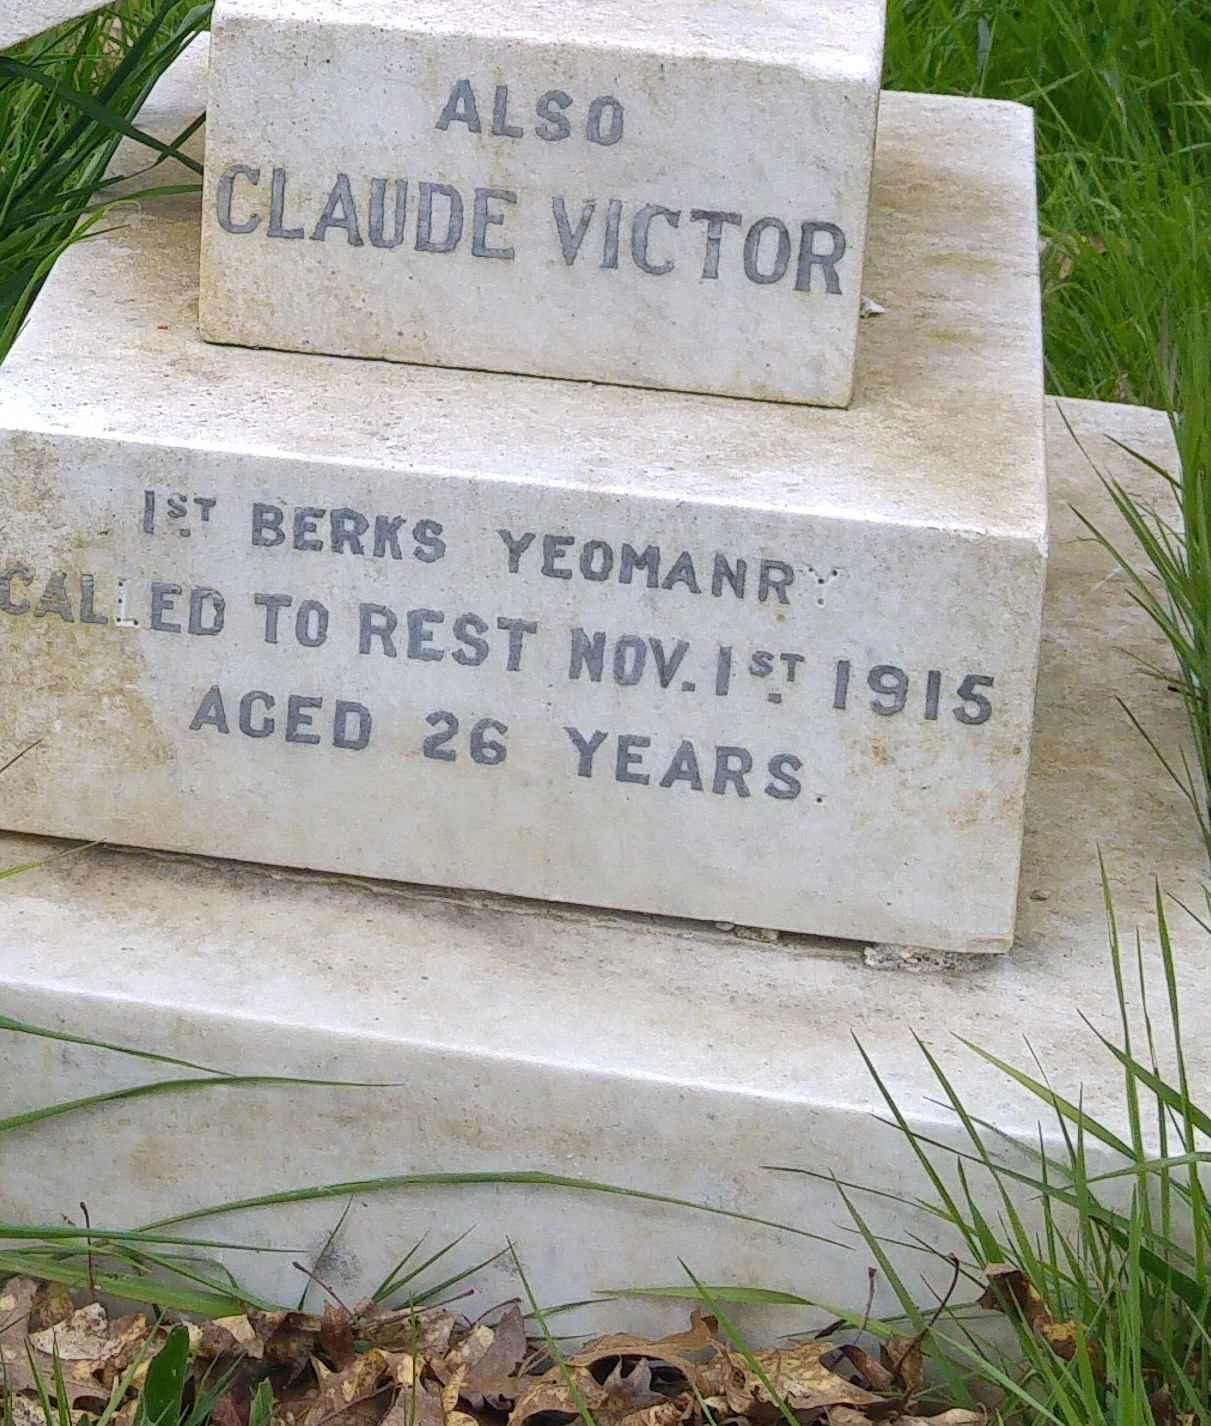 ALSO
CLAUDE VICTOR
1ST. BERKS YEOMANRY
CALLED TO REST NOV. 1ST. 1915
AGED 26 YEARS.